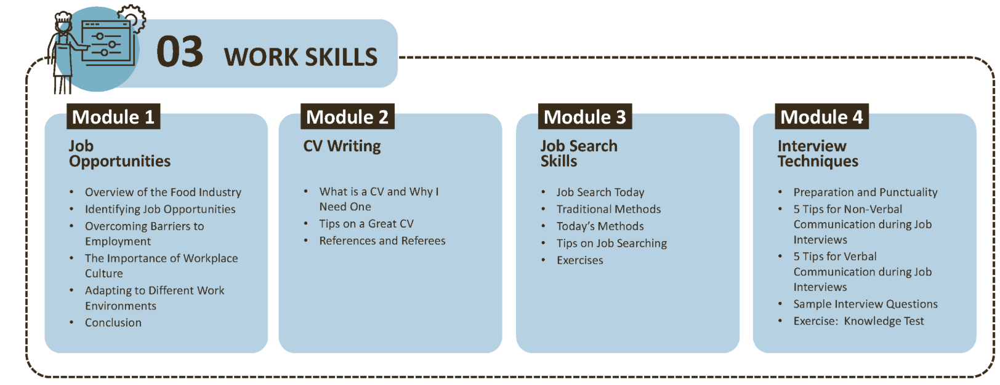 03 WORK SKILLS
Module 1
Job
Opportunities
• Overview of the Food Industry
• Identifying Job Opportunities
• Overcoming Barriers to
Employment
• The Importance of Workplace
Culture
• Adapting to Different Work
Environments
• Conclusion
Module 2
CV Writing
• What is a CV and Why I
Need One
• Tips on a Great CV
• References and Referees
Module 3
Job Search
Skills
• Job Search Today
• Traditional Methods
• Today’s Methods
• Tips on Job Searching
• Exercises
Module 4
Interview
Techniques
• Preparation and Punctuality
• 5 Tips for Non-Verbal
Communication during Job
Interviews
• 5 Tips for Verbal
Communication during Job
Interviews
• Sample Interview Questions
• Exercise:  Knowledge Test